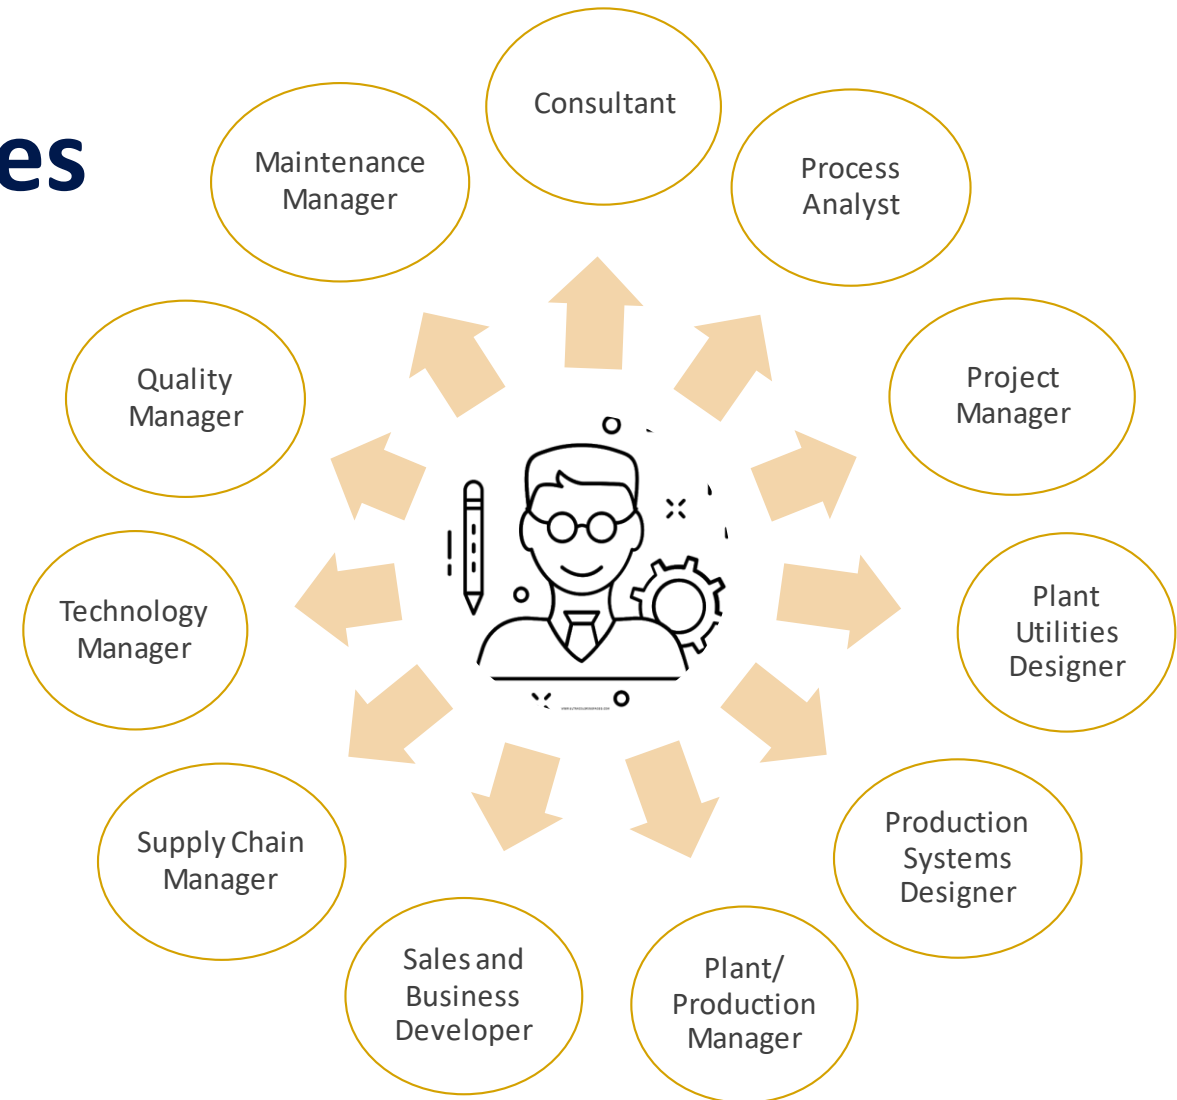 es
Consultant
Process
Analyst
Project
Manager
Plant
Utilities
Designer
Production
Systems
Designer
Plant/
Production
Manager
Sales and
Business
Developer
Supply Chain
Manager
Technology
Manager
Quality
Manager
Maintenance
Manager